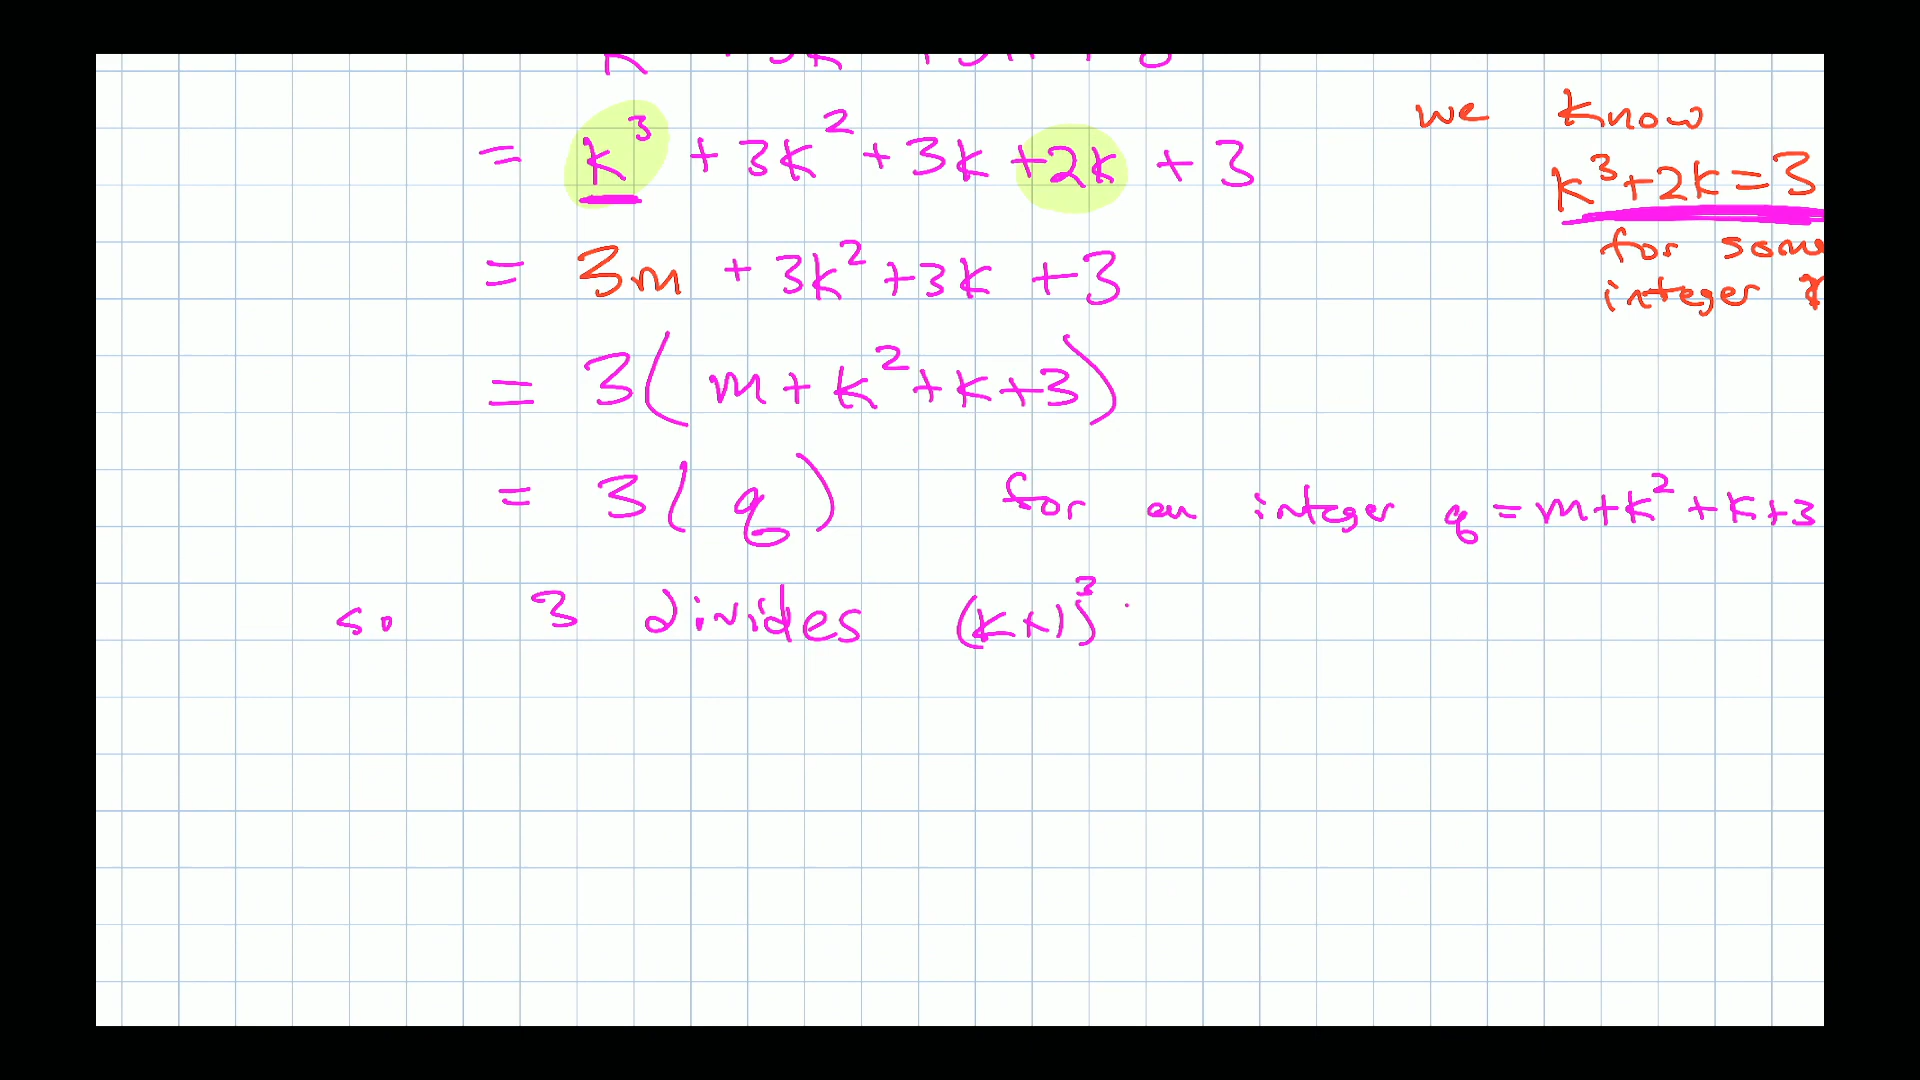 = k³ + 3k² + 3k + 2k + 3
= 3m + 3k² + 3k + 3
= 3( m + k² + k + 3 )
= 3( q ) for an integer q = m + k² + k + 3
so 3 divides (k+1)³
we know
k³ + 2k = 3
for some
integer